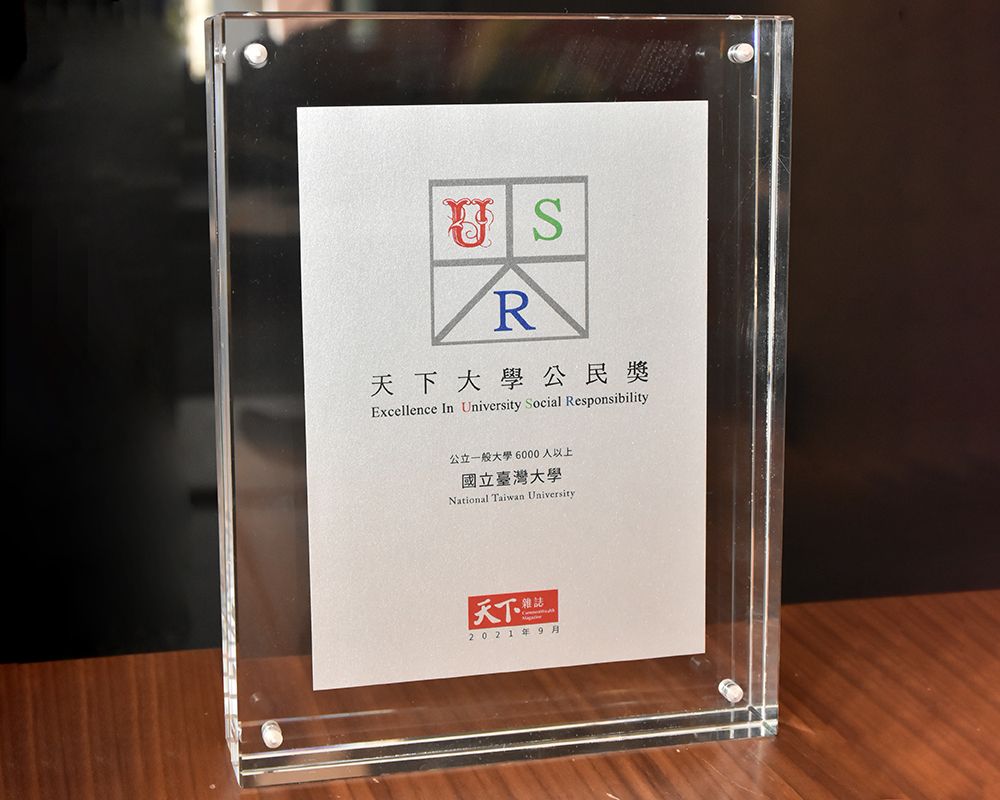 U S
R
天下大學公民獎
Excellence In University Social Responsibility
公立一般大學 6000 人以上
國立臺灣大學
National Taiwan University
天下 雜誌
CommonWealth
Magazine
2021年9月